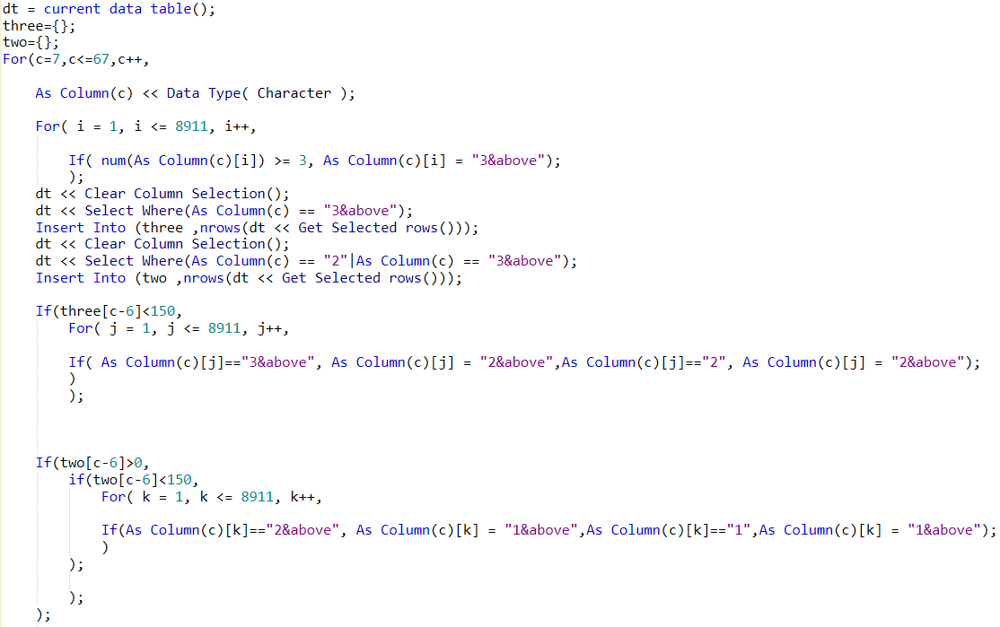 dt = current data table();
three={};
two={};
For(c=7,c<=67,c++,
As Column(c) << Data Type( Character );
For( i = 1, i <= 8911, i++,
If( num(As Column(c)[i]) >= 3, As Column(c)[i] = "3&above");
);
dt << Clear Column Selection();
dt << Select Where(As Column(c) == "3&above");
Insert Into (three ,nrows(dt << Get Selected rows()));
dt << Clear Column Selection();
dt << Select Where(As Column(c) == "2"|As Column(c) == "3&above");
Insert Into (two ,nrows(dt << Get Selected rows()));
If(three[c-6]<150,
For( j = 1, j <= 8911, j++,
If( As Column(c)[j]=="3&above", As Column(c)[j] = "2&above",As Column(c)[j]=="2", As Column(c)[j] = "2&above");
)
);
If(two[c-6]>0,
if(two[c-6]<150,
For( k = 1, k <= 8911, k++,
If(As Column(c)[k]=="2&above", As Column(c)[k] = "1&above",As Column(c)[k]=="1",As Column(c)[k] = "1&above");
)
);
);
);